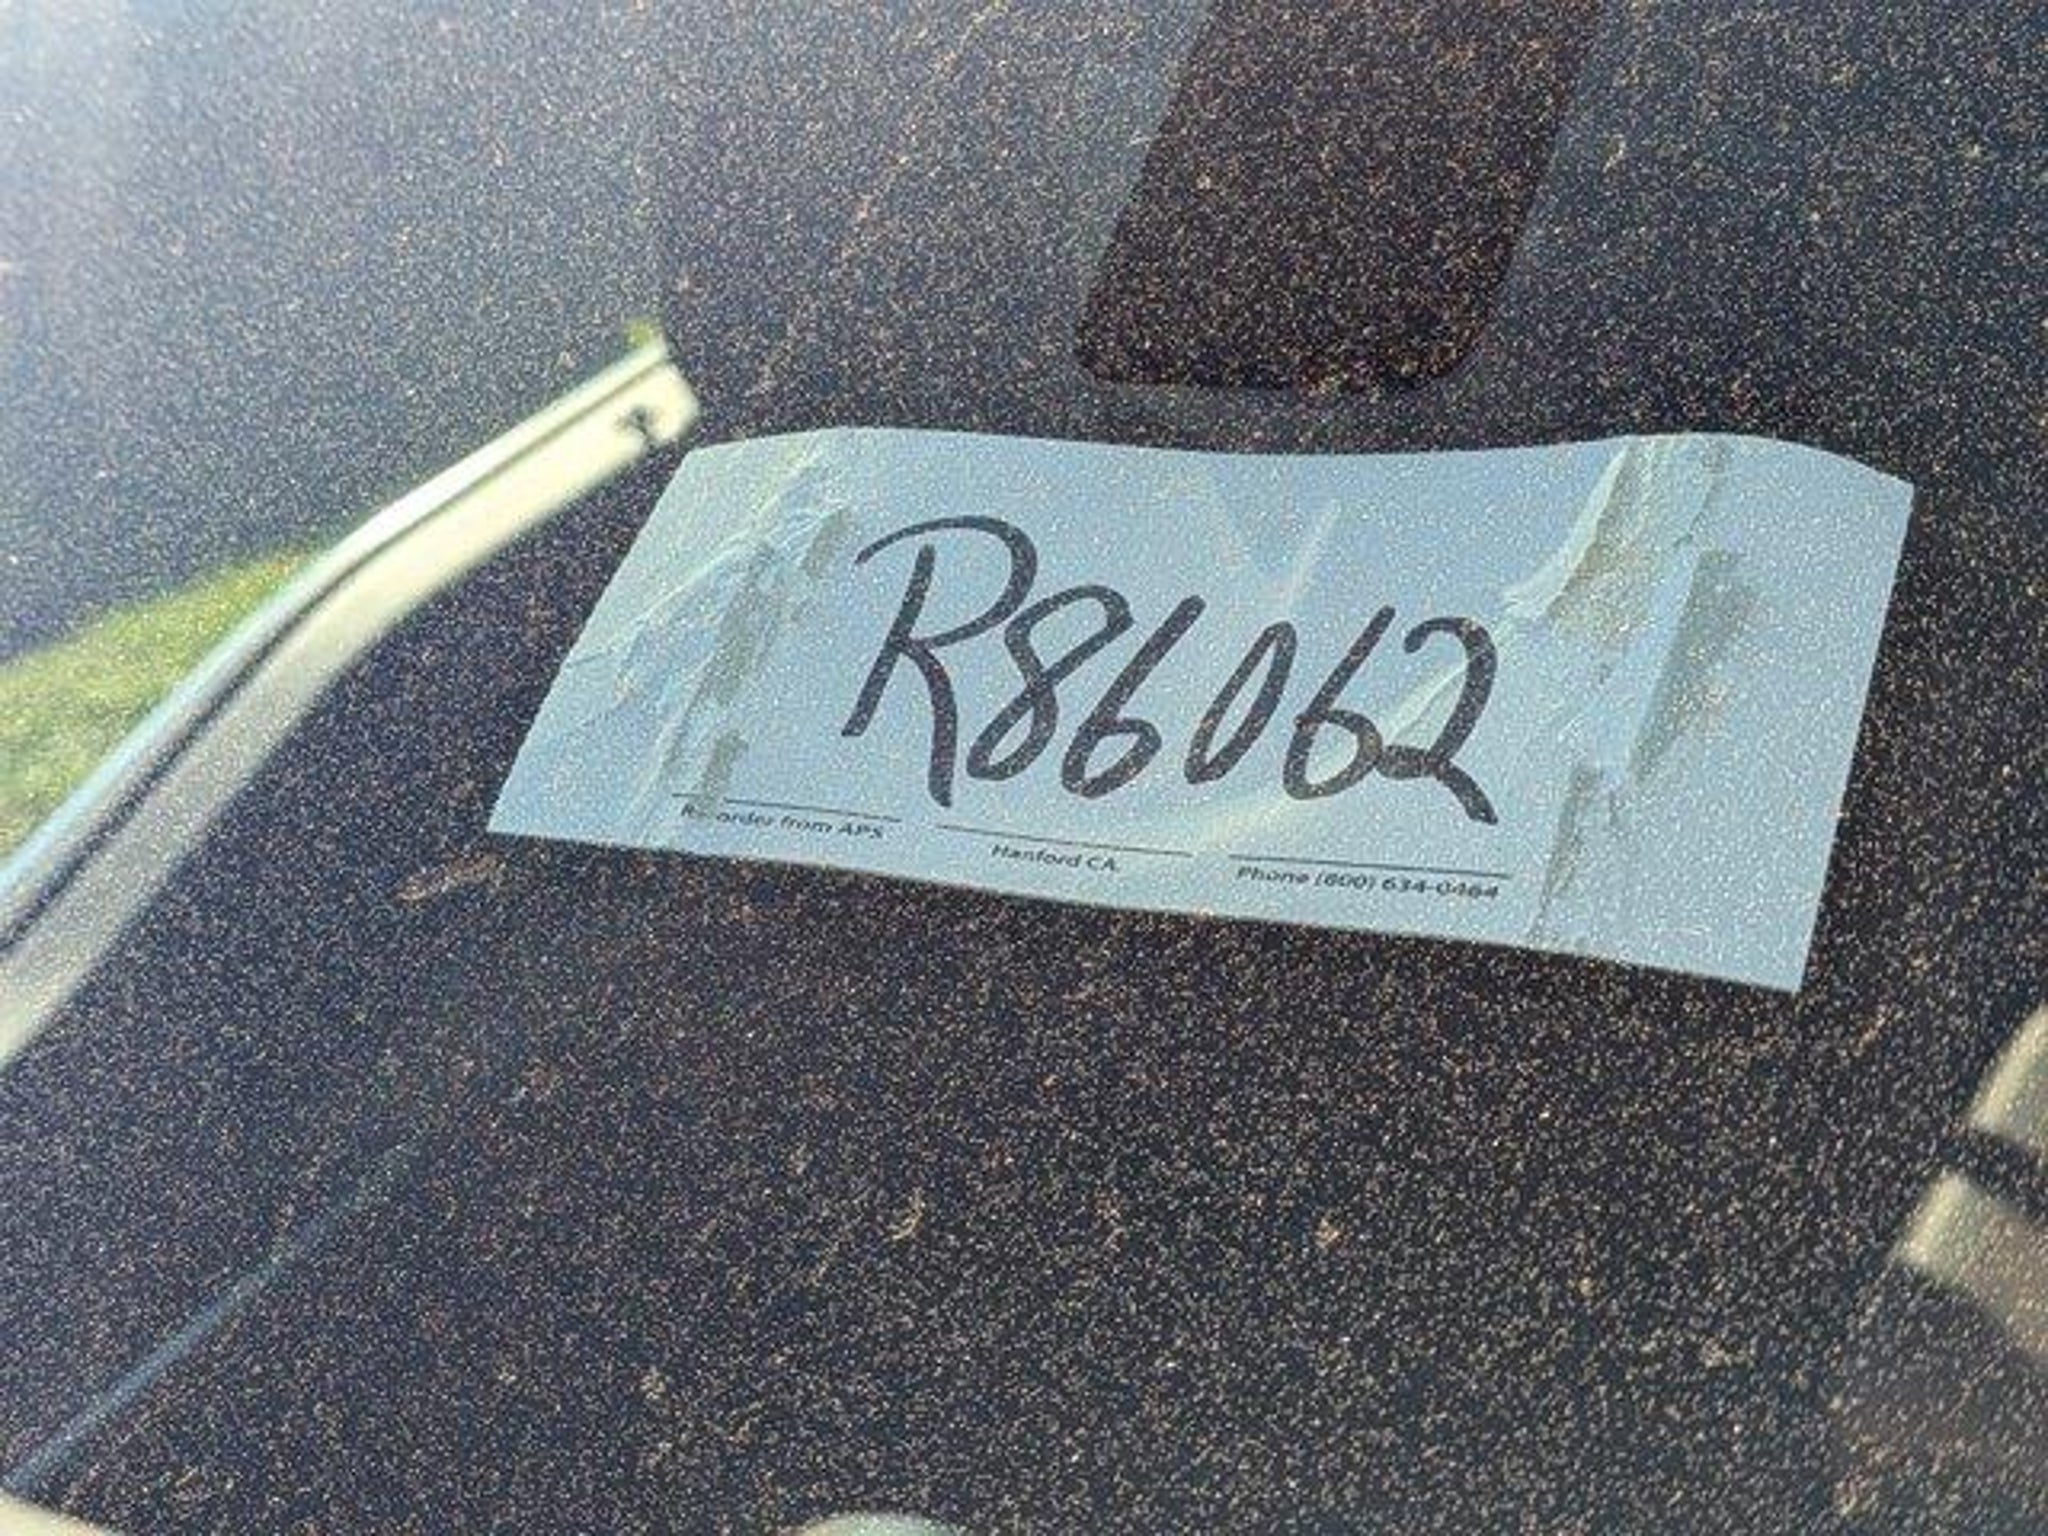 R86062
Reorder from APS
Hanford CA.
Phone (800) 634-0464